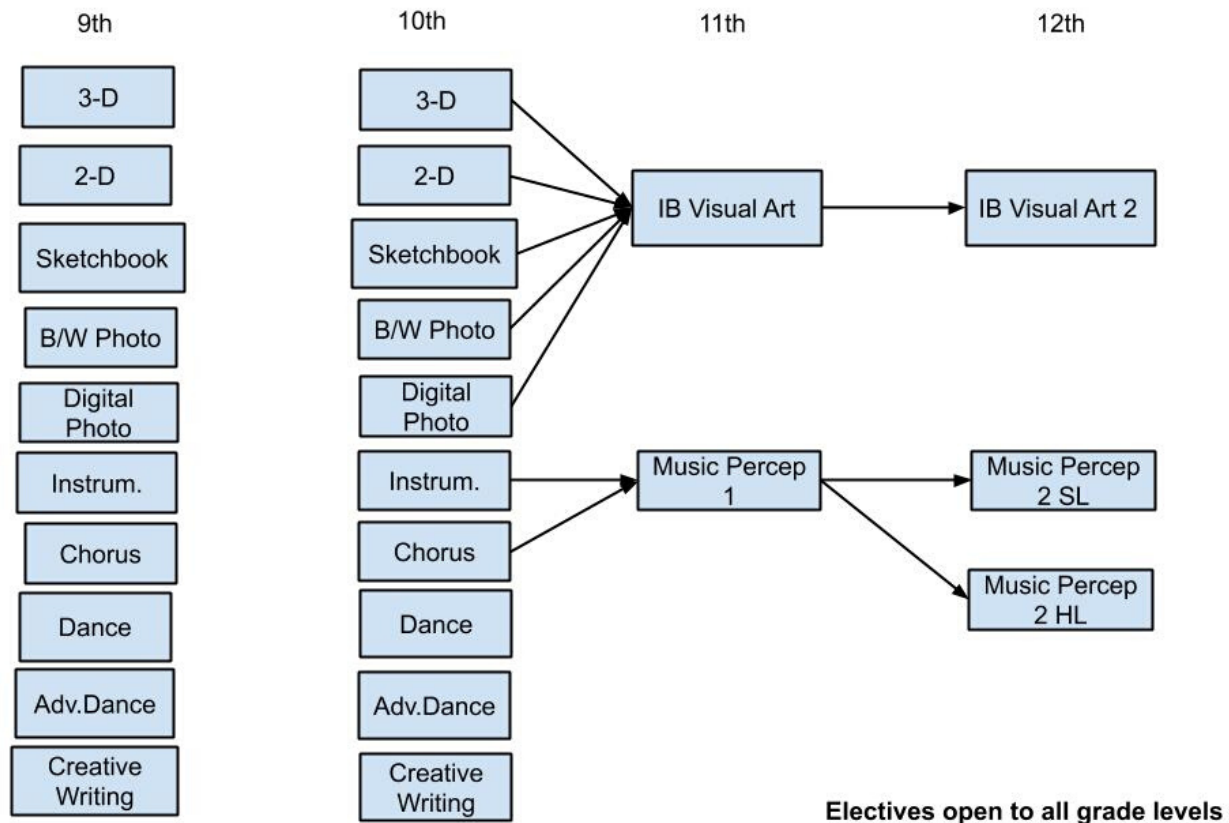 9th
10th
11th
12th
3-D
2-D
Sketchbook
B/W Photo
Digital
Photo
Instrum.
Chorus
Dance
Adv.Dance
Creative
Writing
3-D
2-D
Sketchbook
B/W Photo
Digital
Photo
Instrum.
Chorus
Dance
Adv.Dance
Creative
Writing
IB Visual Art
Music Percep
1
IB Visual Art 2
Music Percep
2 SL
Music Percep
2 HL
Electives open to all grade levels